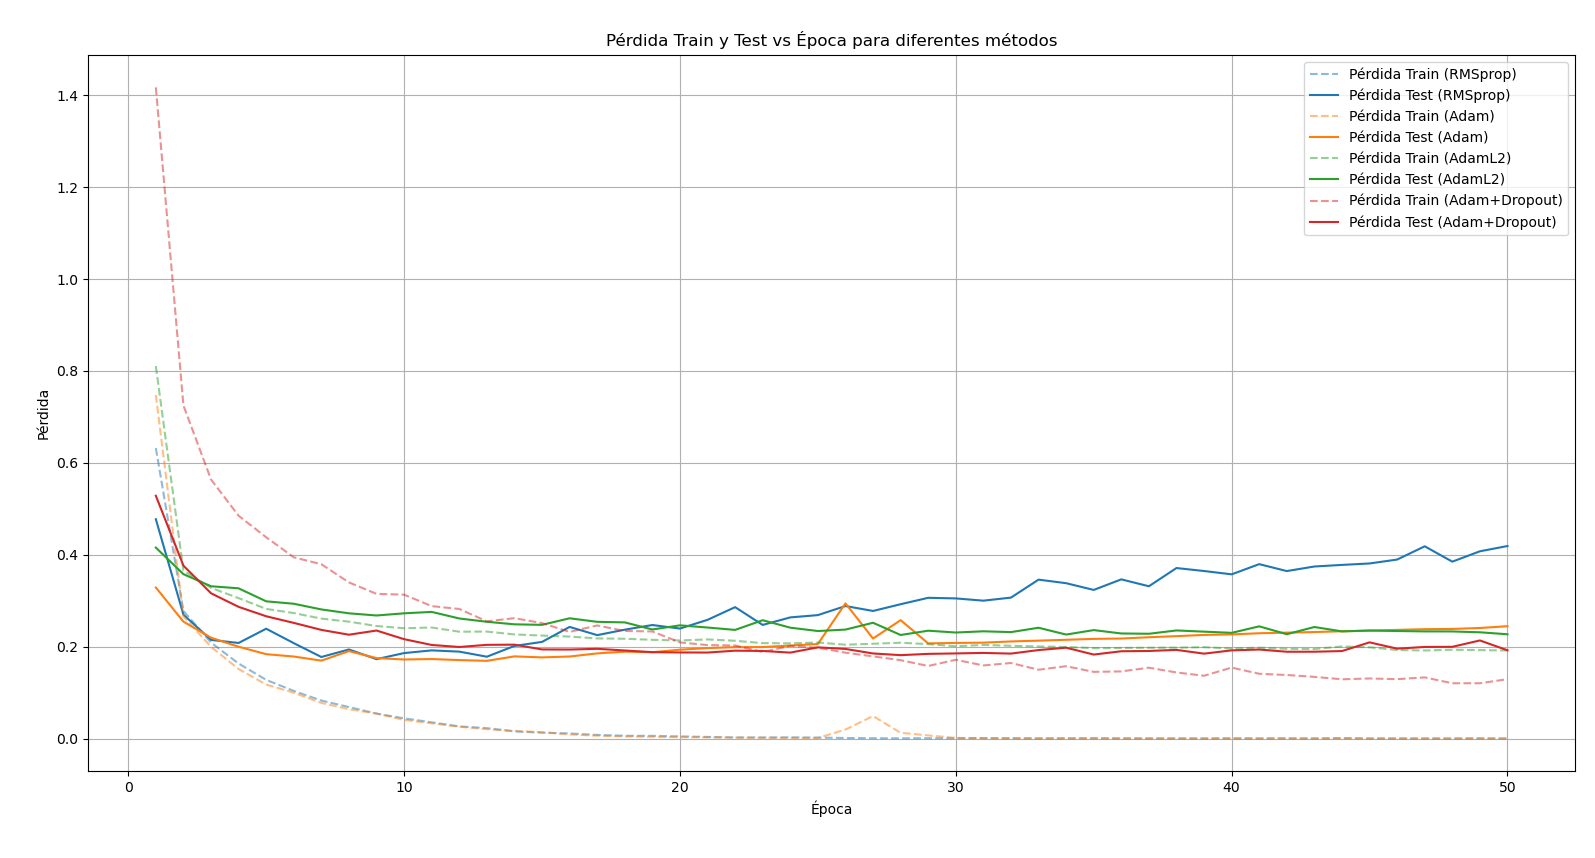 Pérdida Train y Test vs Época para diferentes métodos
Pérdida Train (RMSprop)
Pérdida Test (RMSprop)
Pérdida Train (Adam)
Pérdida Test (Adam)
Pérdida Train (AdamL2)
Pérdida Test (AdamL2)
Pérdida Train (Adam+Dropout)
Pérdida Test (Adam+Dropout)
Pérdida
1.4
1.2
1.0
0.8
0.6
0.4
0.2
0.0
0 10 20 30 40 50
Época